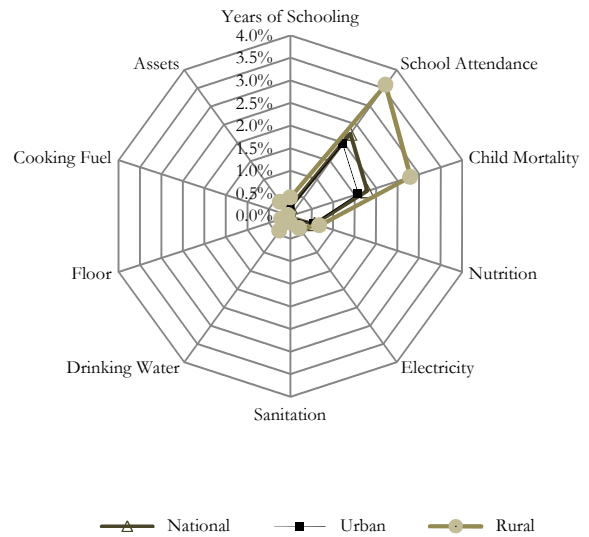 Years of Schooling
4.0%
3.5%
3.0%
2.5%
2.0%
1.5%
1.0%
0.5%
0.0%
School Attendance
Child Mortality
Nutrition
Electricity
Sanitation
Drinking Water
Floor
Cooking Fuel
Assets
National
Urban
Rural